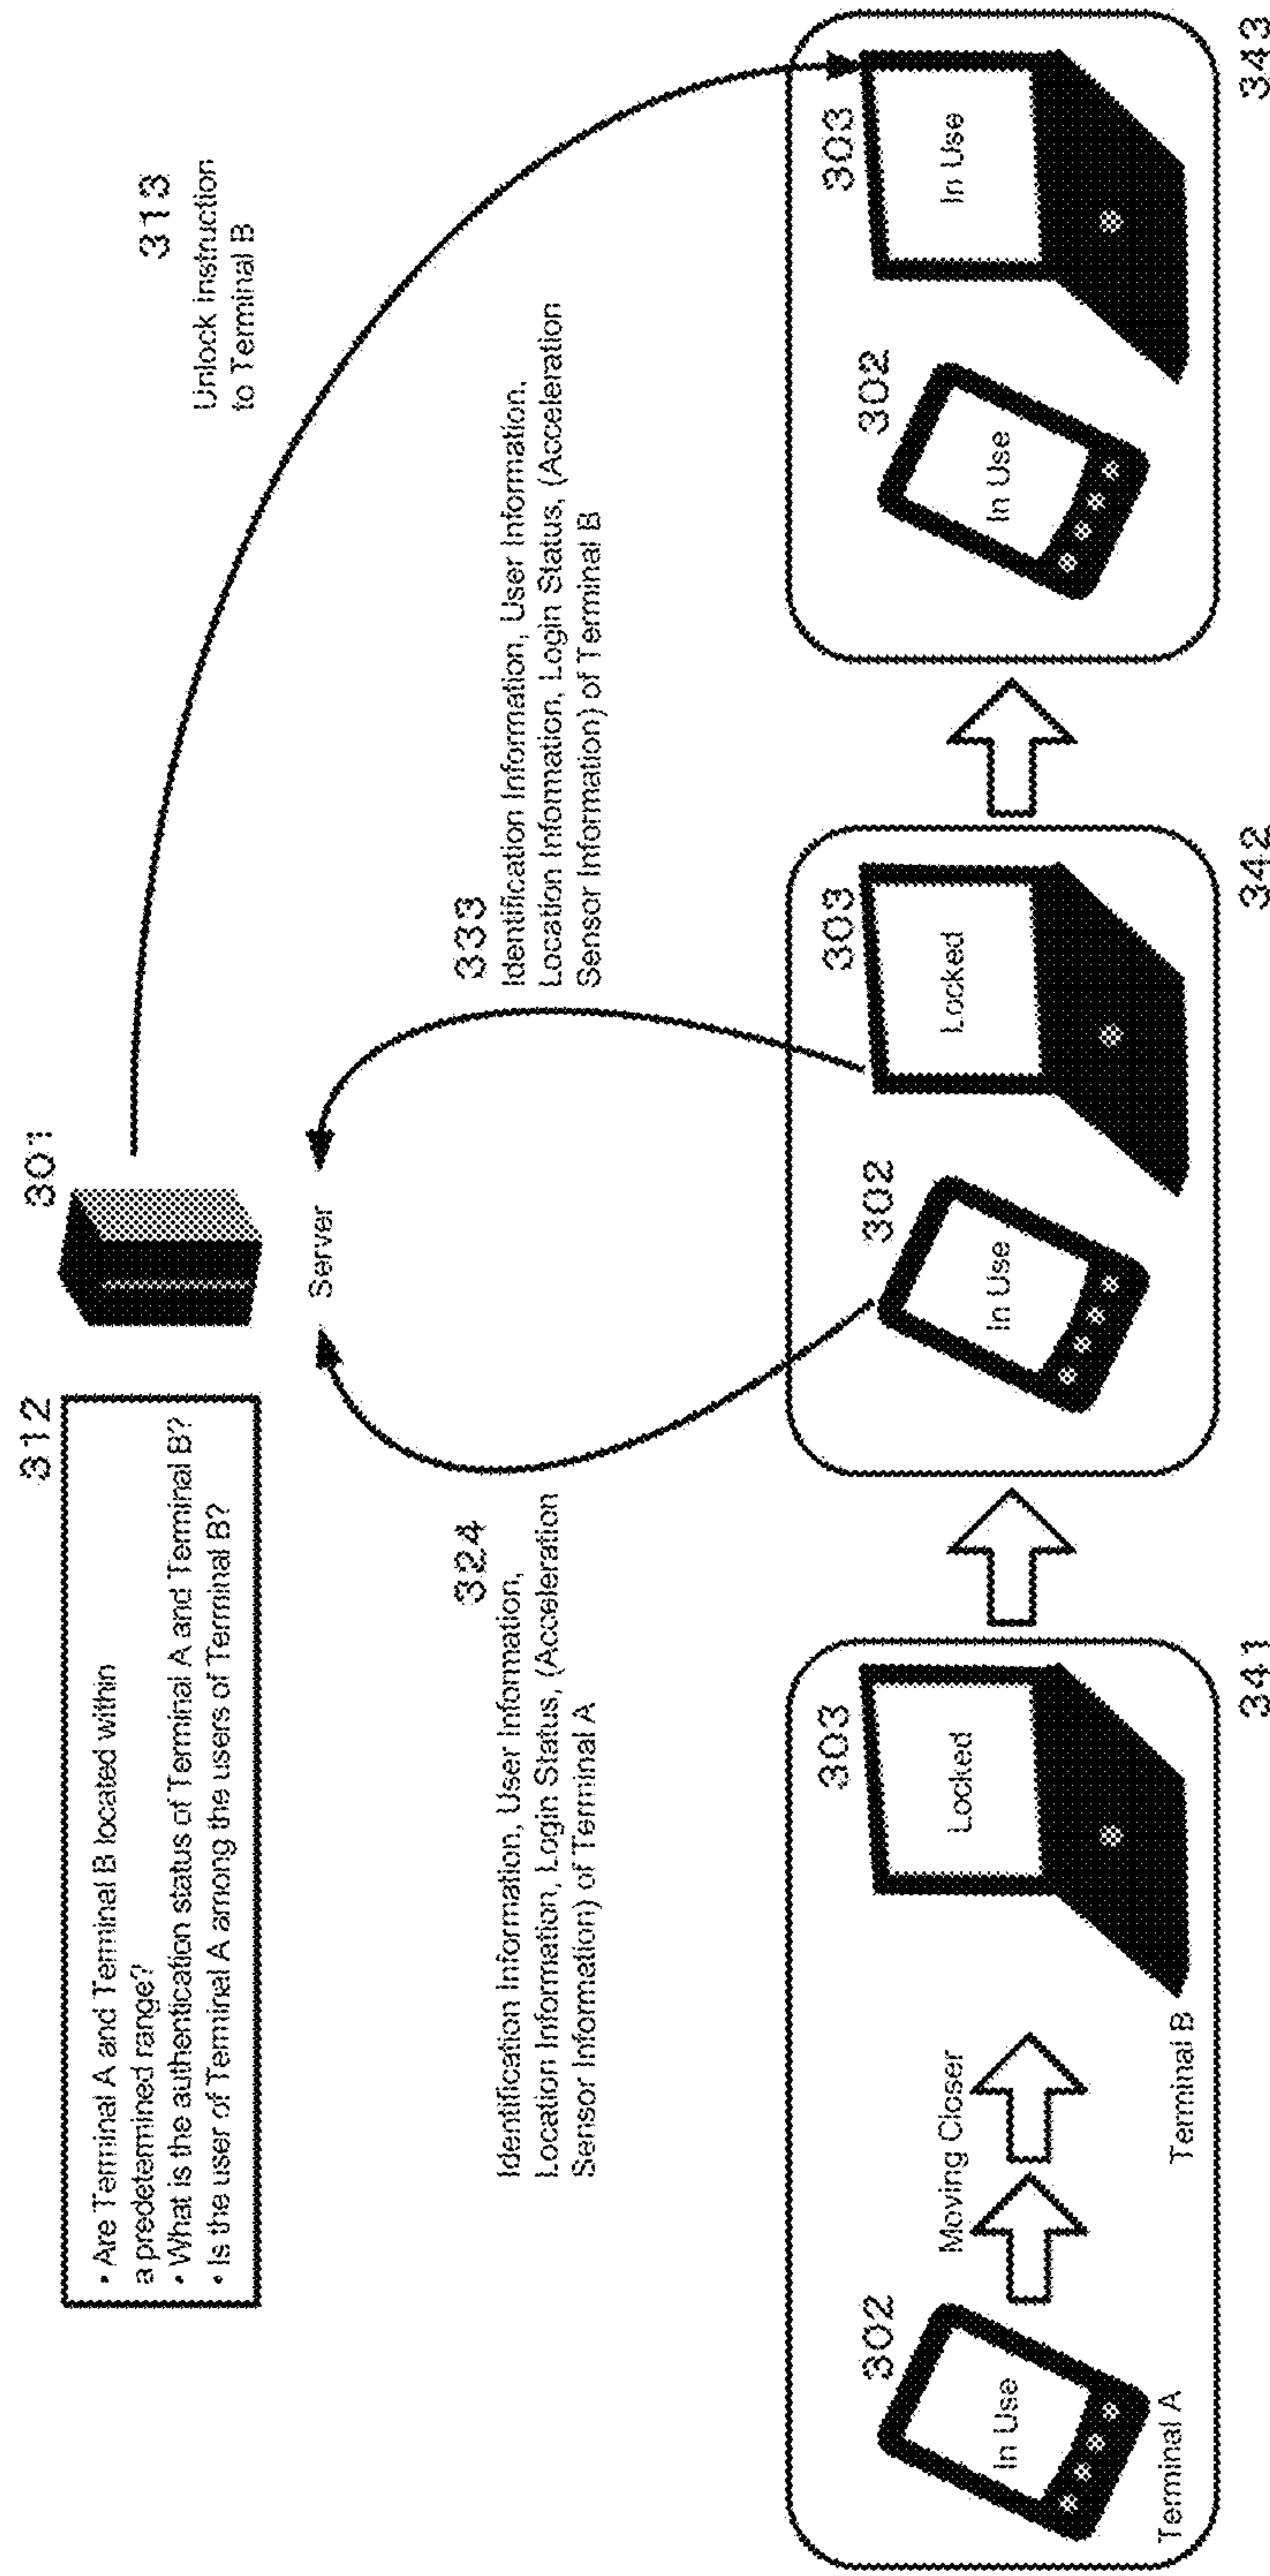 312
• Are Terminal A and Terminal B located within
a predetermined range?
• What is the authentication status of Terminal A and Terminal B?
• Is the user of Terminal A among the users of Terminal B?
301
Server
313
Unlock Instruction
to Terminal B
324
Identification Information, User Information,
Location Information, Login Status, (Acceleration
Sensor Information) of Terminal A
333
Identification Information, User Information,
Location Information, Login Status, (Acceleration
Sensor Information) of Terminal B
302
In Use
Terminal A
Moving Closer
303
Locked
Terminal B
341
302
In Use
303
Locked
342
302
In Use
303
In Use
343